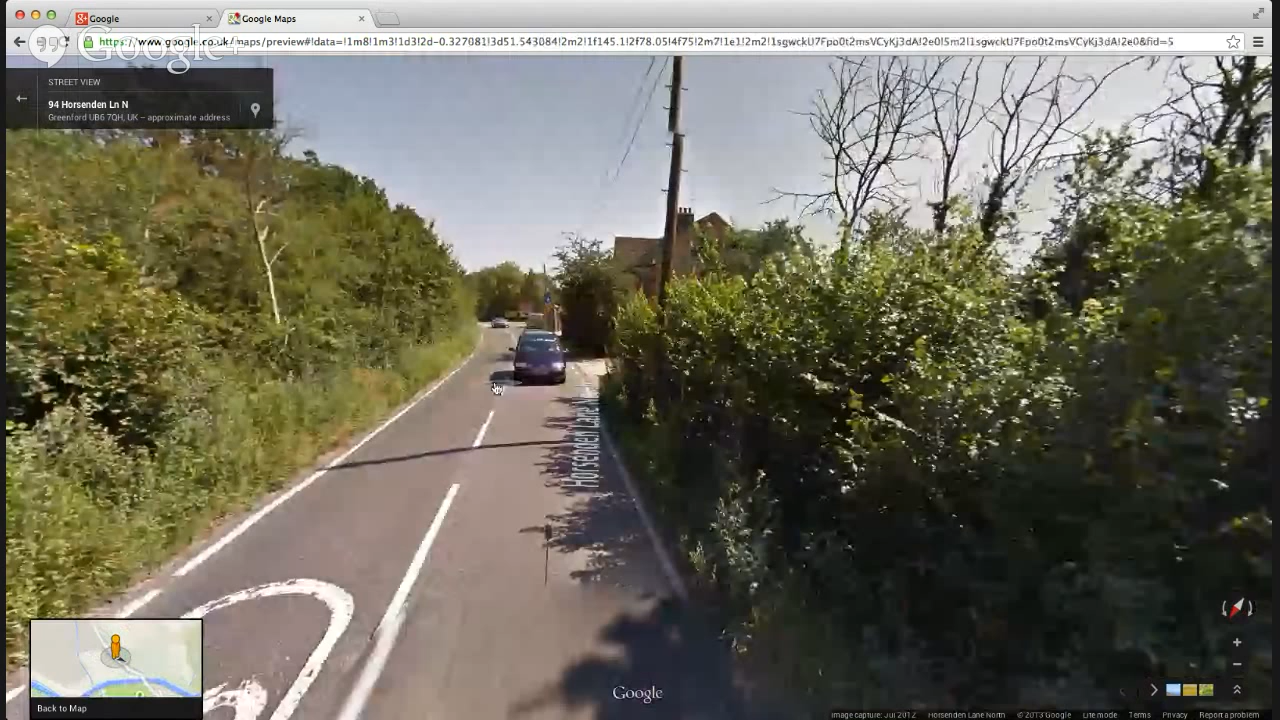 Google
Google Maps
Google+
https://www.google.co.uk/maps/preview#!data=!1m8!1m3!1d3!2d-0.327081!3d51.543084!2m2!1f145.1!2f78.05!4f75!2m7!1e1!2m2!1sgwcktU7Fpo0t2msVCyKj3dA!2e0!5m2!1sgwcktU7Fpo0t2msVCyKj3dA!2e0&fid=5
STREET VIEW
94 Horsenden Ln N
Greenford UB6 7QH, UK – approximate address
Horsenden Lane N
Google
Back to Map
Image capture: Jul 2012 Horsenden Lane North © 2013 Google Lite mode Terms Privacy Report a problem